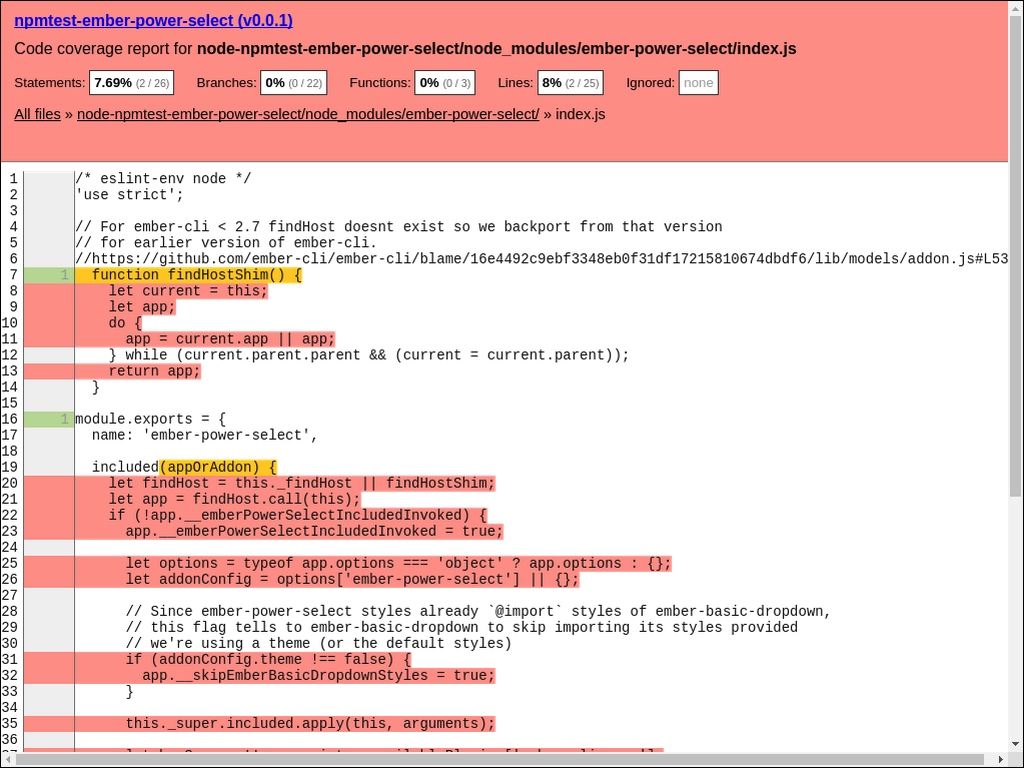 npmtest-ember-power-select (v0.0.1)
Code coverage report for node-npmtest-ember-power-select/node_modules/ember-power-select/index.js
Statements: 7.69% (2 / 26) Branches: 0% (0 / 22) Functions: 0% (0 / 3) Lines: 8% (2 / 25) Ignored: none
All files » node-npmtest-ember-power-select/node_modules/ember-power-select/ » index.js
1 /* eslint-env node */
2 'use strict';
3
4 // For ember-cli < 2.7 findHost doesnt exist so we backport from that version
5 // for earlier version of ember-cli.
6 //https://github.com/ember-cli/ember-cli/blame/16e4492c9ebf3348eb0f31df17215810674dbdf6/lib/models/addon.js#L53
7 1 function findHostShim() {
8 let current = this;
9 let app;
10 do {
11 app = current.app || app;
12 } while (current.parent.parent && (current = current.parent));
13 return app;
14 }
15
16 1 module.exports = {
17 name: 'ember-power-select',
18
19 included(appOrAddon) {
20 let findHost = this._findHost || findHostShim;
21 let app = findHost.call(this);
22 if (!app.__emberPowerSelectIncludedInvoked) {
23 app.__emberPowerSelectIncludedInvoked = true;
24
25 let options = typeof app.options === 'object' ? app.options : {};
26 let addonConfig = options['ember-power-select'] || {};
27
28 // Since ember-power-select styles already `@import` styles of ember-basic-dropdown,
29 // this flag tells to ember-basic-dropdown to skip importing its styles provided
30 // we're using a theme (or the default styles)
31 if (addonConfig.theme !== false) {
32 app.__skipEmberBasicDropdownStyles = true;
33 }
34
35 this._super.included.apply(this, arguments);
36